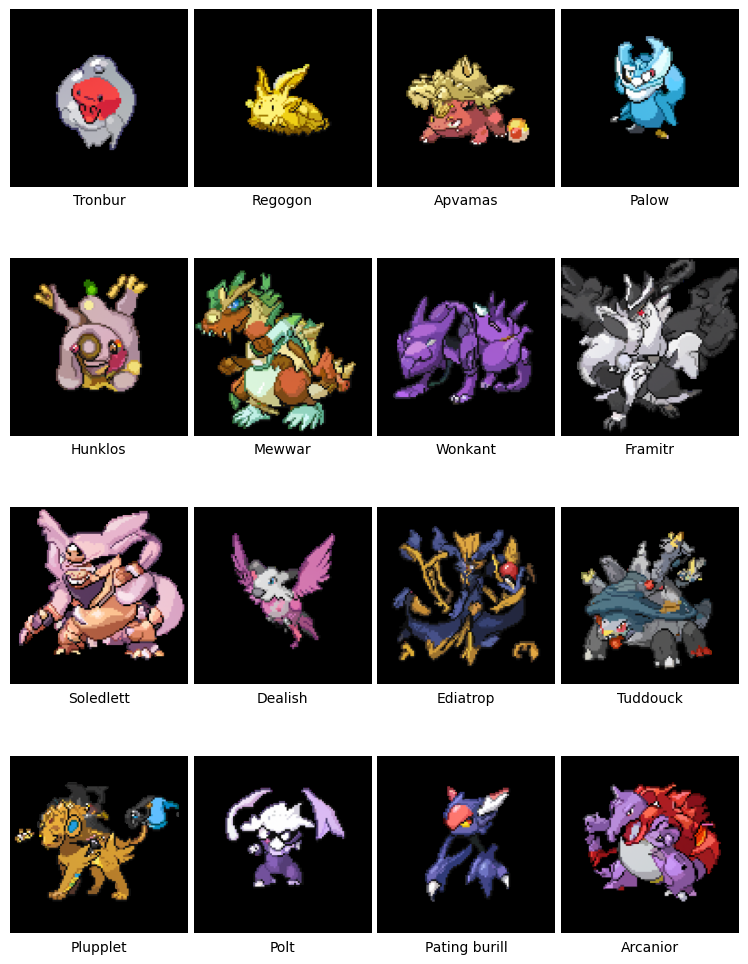 Tronbur
Regogon
Apvamas
Palow
Hunklos
Mewwar
Wonkant
Framitr
Soledlett
Dealish
Ediatrop
Tuddouck
Plupplet
Polt
Pating burill
Arcanior